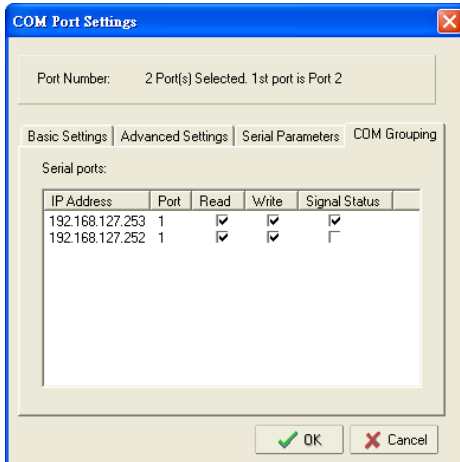 COM Port Settings
Port Number: 2 Port(s) Selected. 1st port is Port 2
Basic Settings Advanced Settings Serial Parameters COM Grouping
Serial ports:
IP Address Port Read Write Signal Status
192.168.127.253 1
192.168.127.252 1
OK Cancel